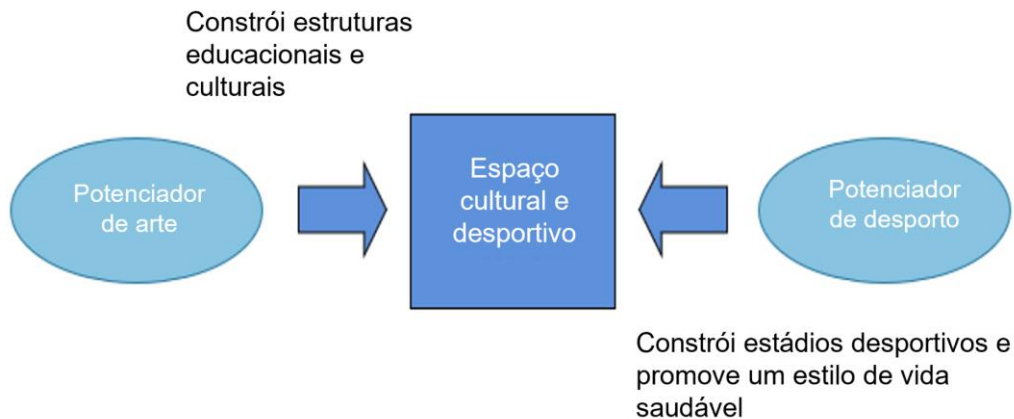 Constrói estruturas
educacionais e
culturais
Potenciador
de arte
Espaço
cultural e
desportivo
Potenciador
de desporto
Constrói estádios desportivos e
promove um estilo de vida
saudável